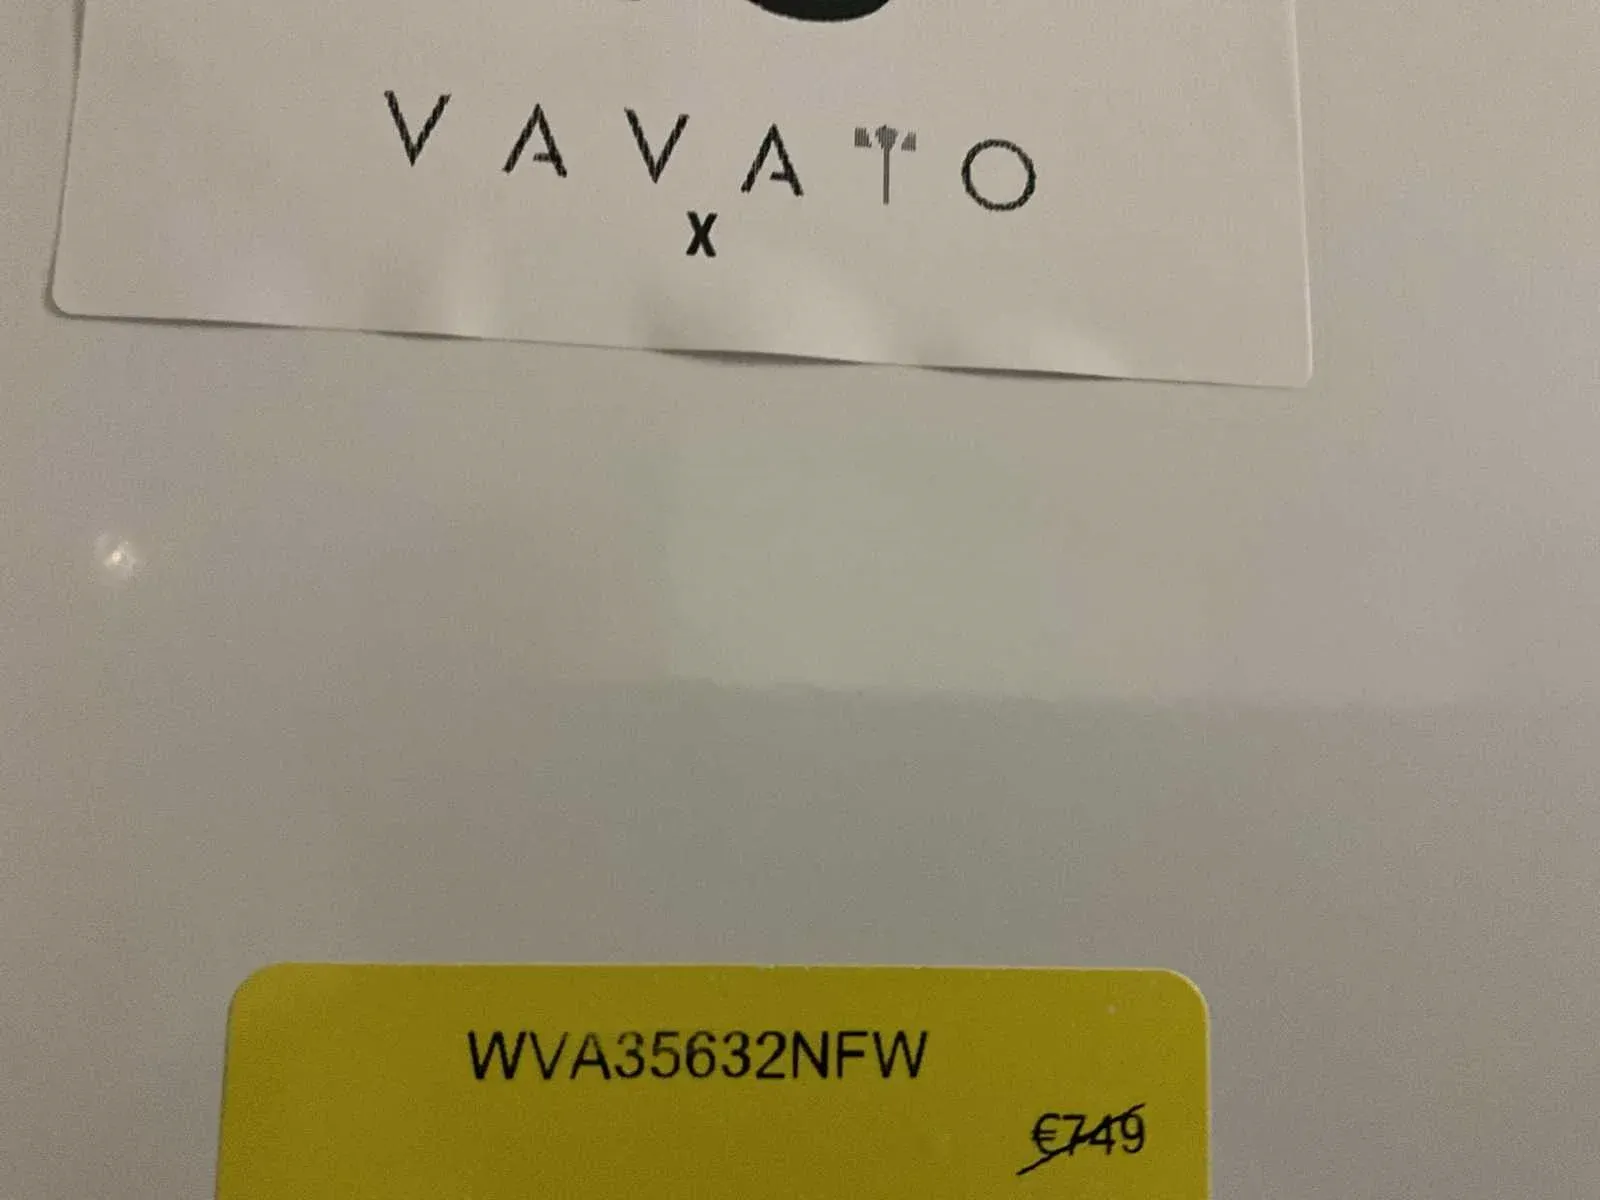 VAVATO
X
WVA35632NFW
€749